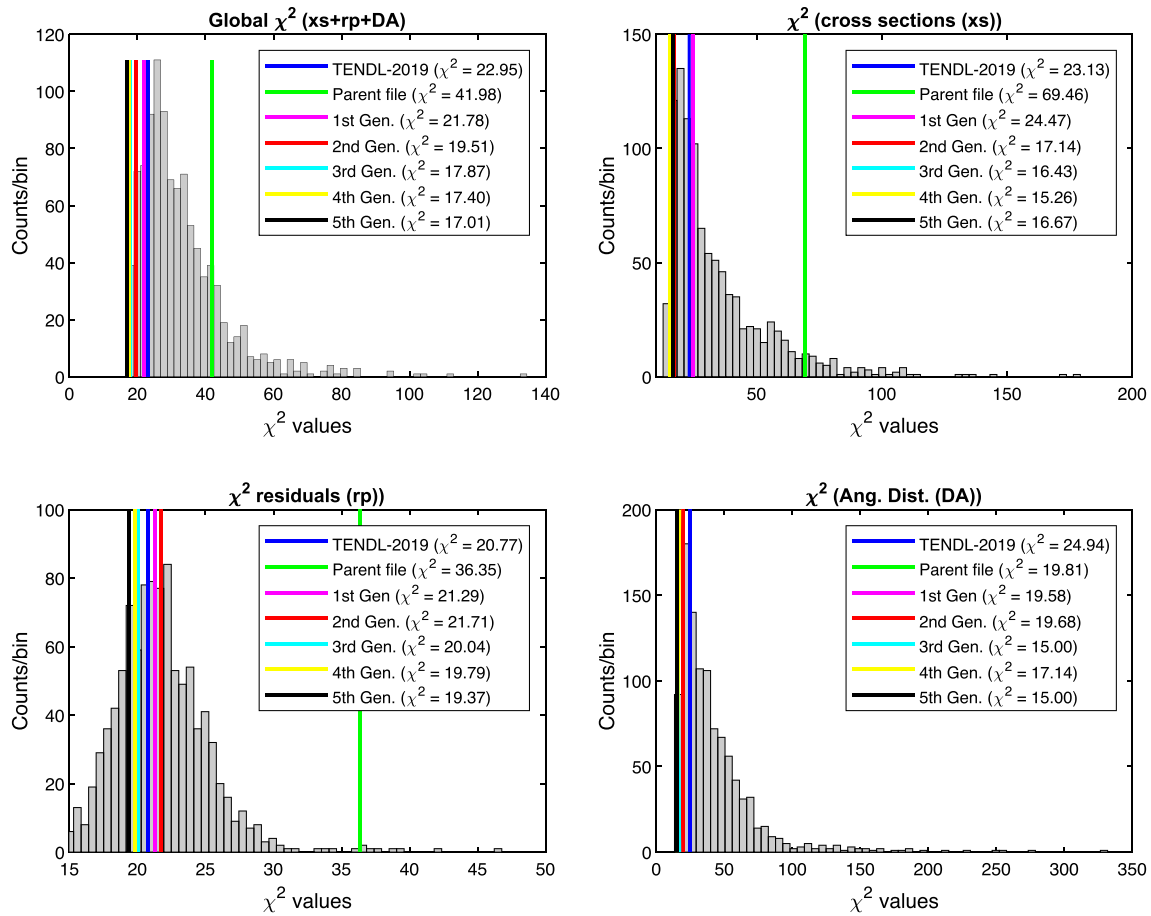 Global χ² (xs+rp+DA)
Counts/bin
120
100
80
60
40
20
0
TENDL-2019 (χ² = 22.95)
Parent file (χ² = 41.98)
1st Gen. (χ² = 21.78)
2nd Gen. (χ² = 19.51)
3rd Gen. (χ² = 17.87)
4th Gen. (χ² = 17.40)
5th Gen. (χ² = 17.01)
0 20 40 60 80 100 120 140
χ² values
χ² (cross sections (xs))
Counts/bin
150
100
50
0
TENDL-2019 (χ² = 23.13)
Parent file (χ² = 69.46)
1st Gen (χ² = 24.47)
2nd Gen. (χ² = 17.14)
3rd Gen. (χ² = 16.43)
4th Gen. (χ² = 15.26)
5th Gen. (χ² = 16.67)
50 100 150 200
χ² values
χ² residuals (rp))
Counts/bin
100
80
60
40
20
0
TENDL-2019 (χ² = 20.77)
Parent file (χ² = 36.35)
1st Gen (χ² = 21.29)
2nd Gen. (χ² = 21.71)
3rd Gen. (χ² = 20.04)
4th Gen. (χ² = 19.79)
5th Gen. (χ² = 19.37)
15 20 25 30 35 40 45 50
χ² values
χ² (Ang. Dist. (DA))
Counts/bin
200
150
100
50
0
TENDL-2019 (χ² = 24.94)
Parent file (χ² = 19.81)
1st Gen (χ² = 19.58)
2nd Gen. (χ² = 19.68)
3rd Gen. (χ² = 15.00)
4th Gen. (χ² = 17.14)
5th Gen. (χ² = 15.00)
0 50 100 150 200 250 300 350
χ² values